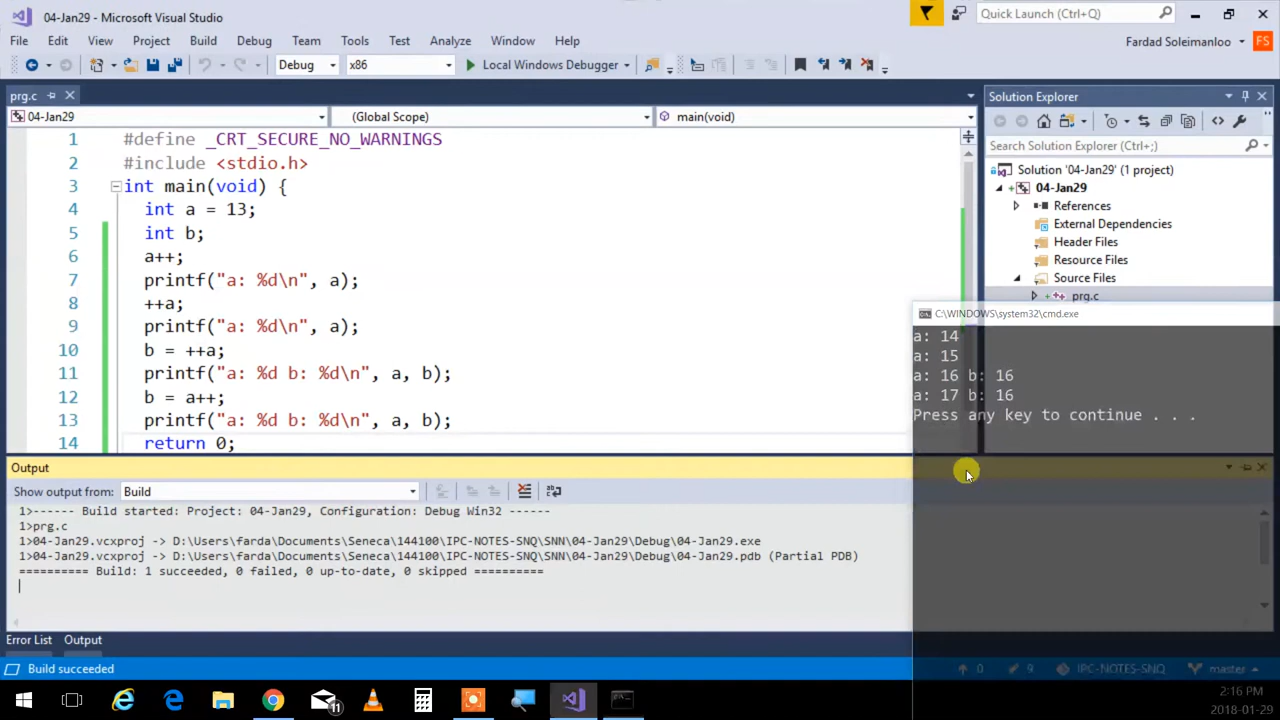 04-Jan29 - Microsoft Visual Studio
Quick Launch (Ctrl+Q)
File Edit View Project Build Debug Team Tools Test Analyze Window Help
Fardad Soleimanloo FS
Debug x86 Local Windows Debugger
prg.c
04-Jan29 (Global Scope) main(void)
1 #define _CRT_SECURE_NO_WARNINGS
2 #include <stdio.h>
3 int main(void) {
4 int a = 13;
5 int b;
6 a++;
7 printf("a: %d\n", a);
8 ++a;
9 printf("a: %d\n", a);
10 b = ++a;
11 printf("a: %d b: %d\n", a, b);
12 b = a++;
13 printf("a: %d b: %d\n", a, b);
14 return 0;
Solution Explorer
Search Solution Explorer (Ctrl+;)
Solution '04-Jan29' (1 project)
04-Jan29
References
External Dependencies
Header Files
Resource Files
Source Files
prg.c
C:\WINDOWS\system32\cmd.exe
a: 14
a: 15
a: 16 b: 16
a: 17 b: 16
Press any key to continue . . .
Output
Show output from: Build
1>------ Build started: Project: 04-Jan29, Configuration: Debug Win32 ------
1>prg.c
1>04-Jan29.vcxproj -> D:\Users\farda\Documents\Seneca\144100\IPC-NOTES-SNQ\SNN\04-Jan29\Debug\04-Jan29.exe
1>04-Jan29.vcxproj -> D:\Users\farda\Documents\Seneca\144100\IPC-NOTES-SNQ\SNN\04-Jan29\Debug\04-Jan29.pdb (Partial PDB)
========== Build: 1 succeeded, 0 failed, 0 up-to-date, 0 skipped ==========
Error List Output
Build succeeded
0 9 IPC-NOTES-SNQ master
11
2:16 PM
2018-01-29